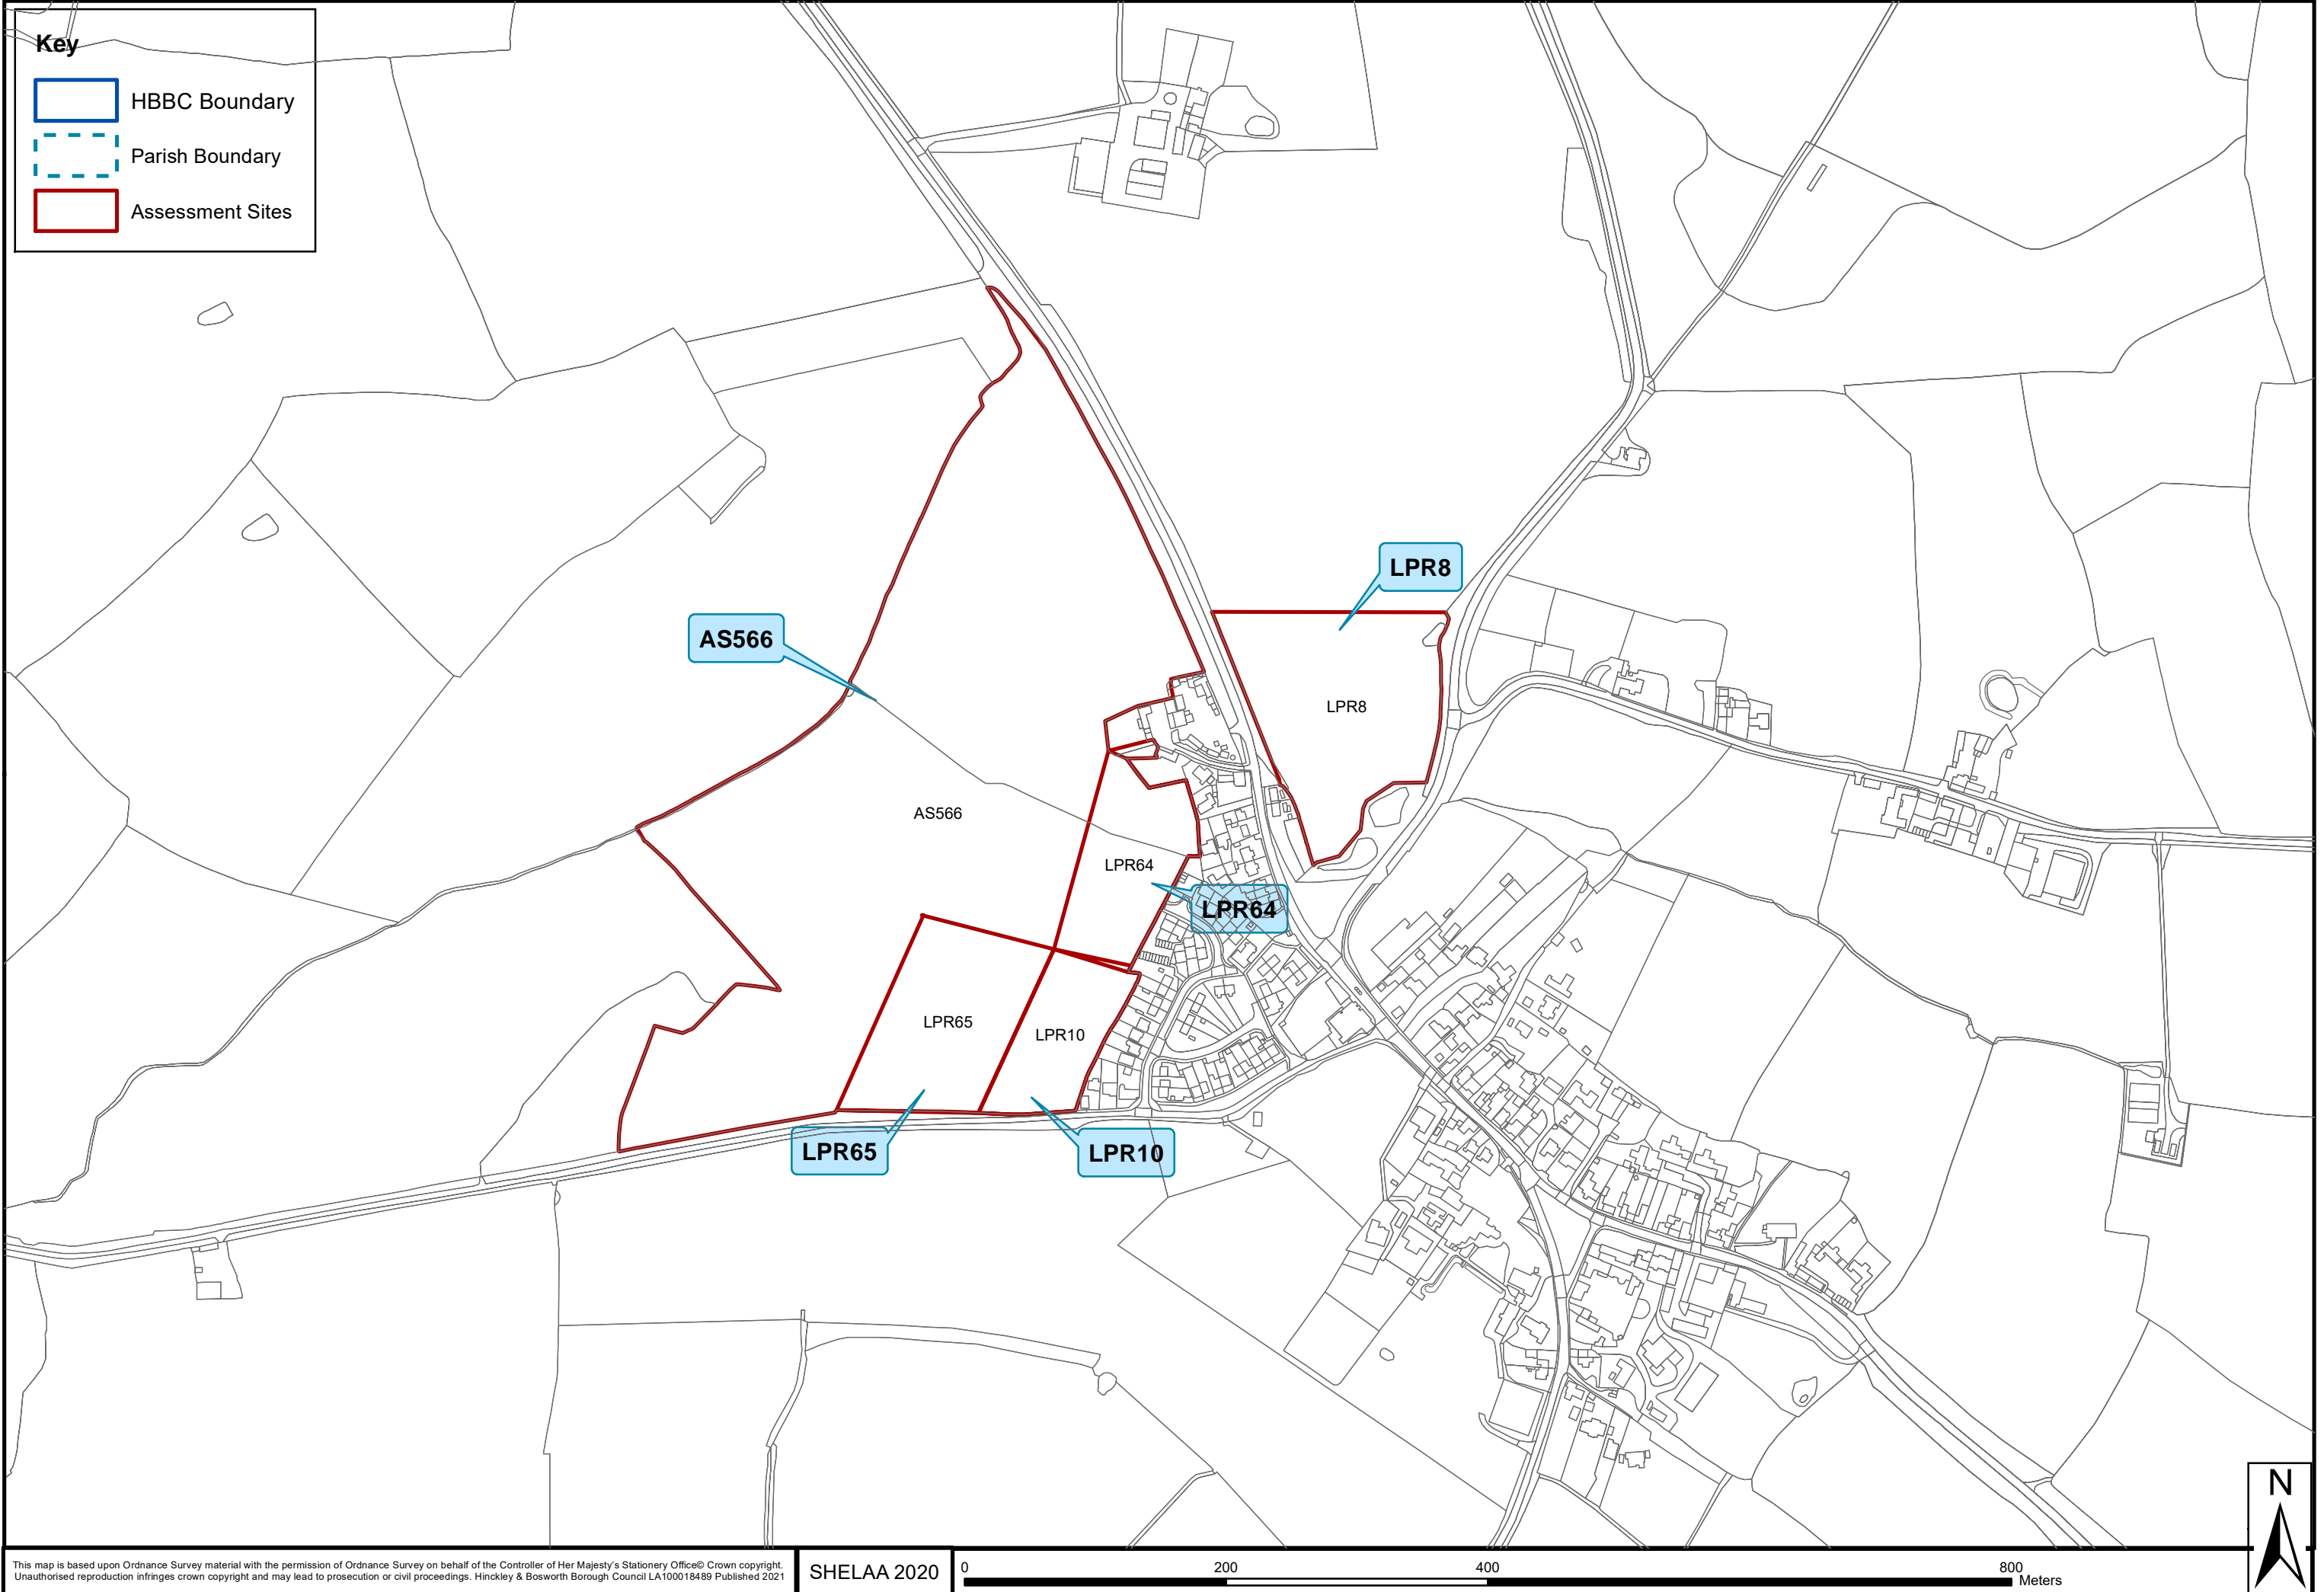 Key
HBBC Boundary
Parish Boundary
Assessment Sites
LPR8
AS566
LPR8
AS566
LPR64
LPR64
LPR65
LPR10
LPR65
LPR10
N
This map is based upon Ordnance Survey material with the permission of Ordnance Survey on behalf of the Controller of Her Majesty's Stationery Office© Crown copyright.
Unauthorised reproduction infringes crown copyright and may lead to prosecution or civil proceedings. Hinckley & Bosworth Borough Council LA100018489 Published 2021
SHELAA 2020
0 200 400 800
Meters